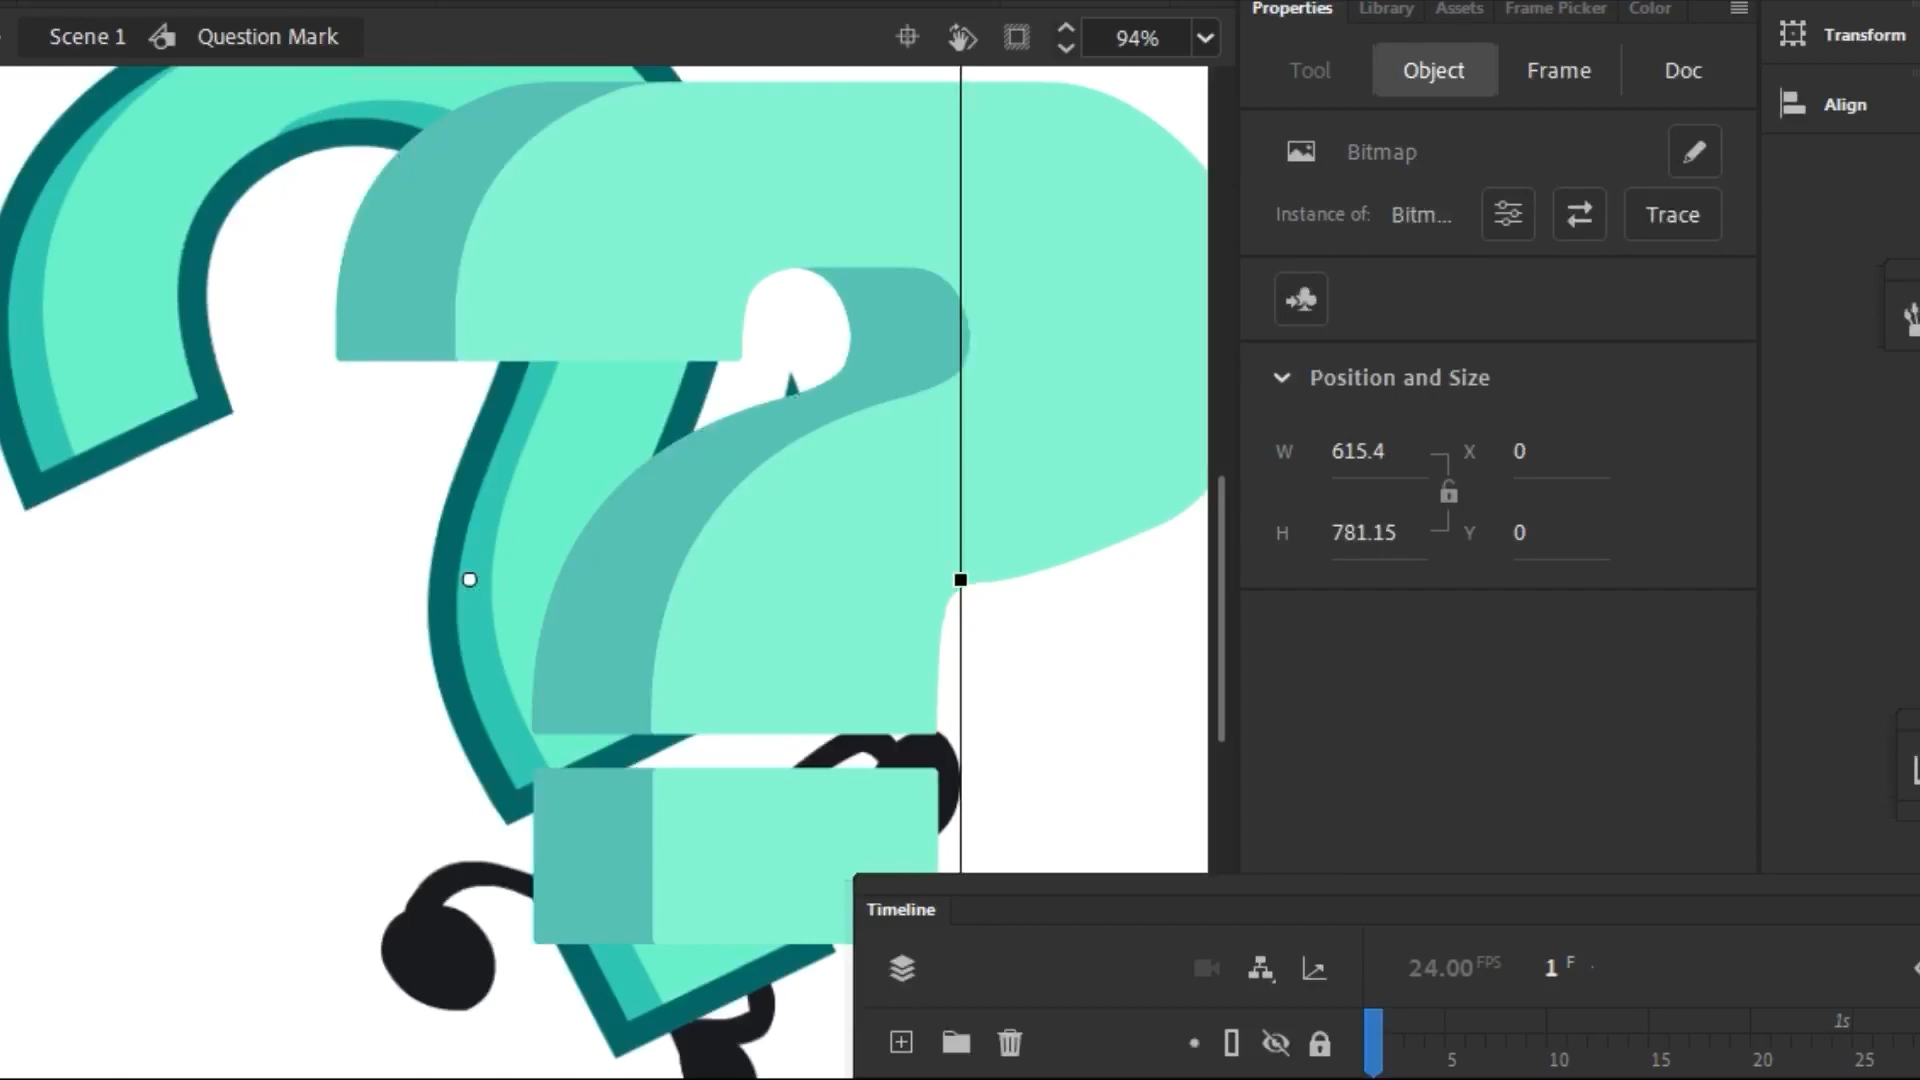 Properties Library Assets Frame Picker Color
Scene 1 Question Mark 94% Transform
Tool Object Frame Doc
Align
Bitmap
Instance of: Bitm... Trace
Position and Size
W 615.4 X 0
H 781.15 Y 0
Timeline
24.00 FPS 1 F
1s
5 10 15 20 25